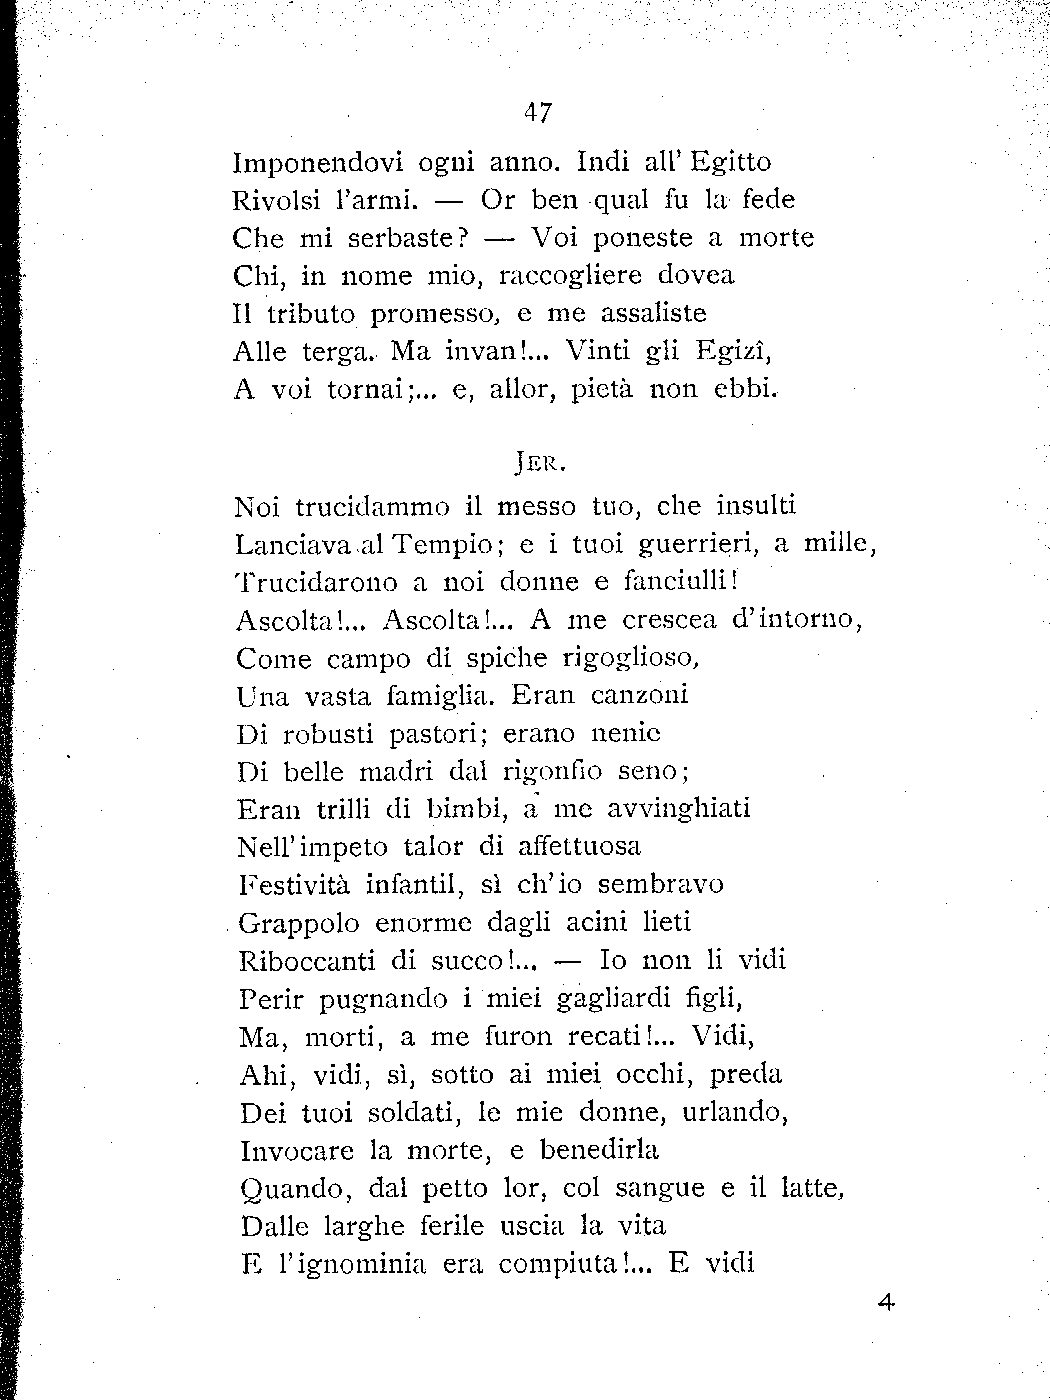 47
Imponendovi ogni anno. Indi all' Egitto
Rivolsi l'armi. — Or ben qual fu la fede
Che mi serbaste? — Voi poneste a morte
Chi, in nome mio, raccogliere dovea
Il tributo promesso, e me assaliste
Alle terga. Ma invan!... Vinti gli Egizî,
A voi tornai;... e, allor, pietà non ebbi.
JER.
Noi trucidammo il messo tuo, che insulti
Lanciava al Tempio; e i tuoi guerrieri, a mille,
Trucidarono a noi donne e fanciulli!
Ascolta!... Ascolta!... A me crescea d'intorno,
Come campo di spiche rigoglioso,
Una vasta famiglia. Eran canzoni
Di robusti pastori; erano nenie
Di belle madri dal rigonfio seno;
Eran trilli di bimbi, a me avvinghiati
Nell'impeto talor di affettuosa
Festività infantil, sì ch'io sembravo
Grappolo enorme dagli acini lieti
Riboccanti di succo!... — Io non li vidi
Perir pugnando i miei gagliardi figli,
Ma, morti, a me furon recati!... Vidi,
Ahi, vidi, sì, sotto ai miei occhi, preda
Dei tuoi soldati, le mie donne, urlando,
Invocare la morte, e benedirla
Quando, dal petto lor, col sangue e il latte,
Dalle larghe ferile uscia la vita
E l'ignominia era compiuta!... E vidi
4